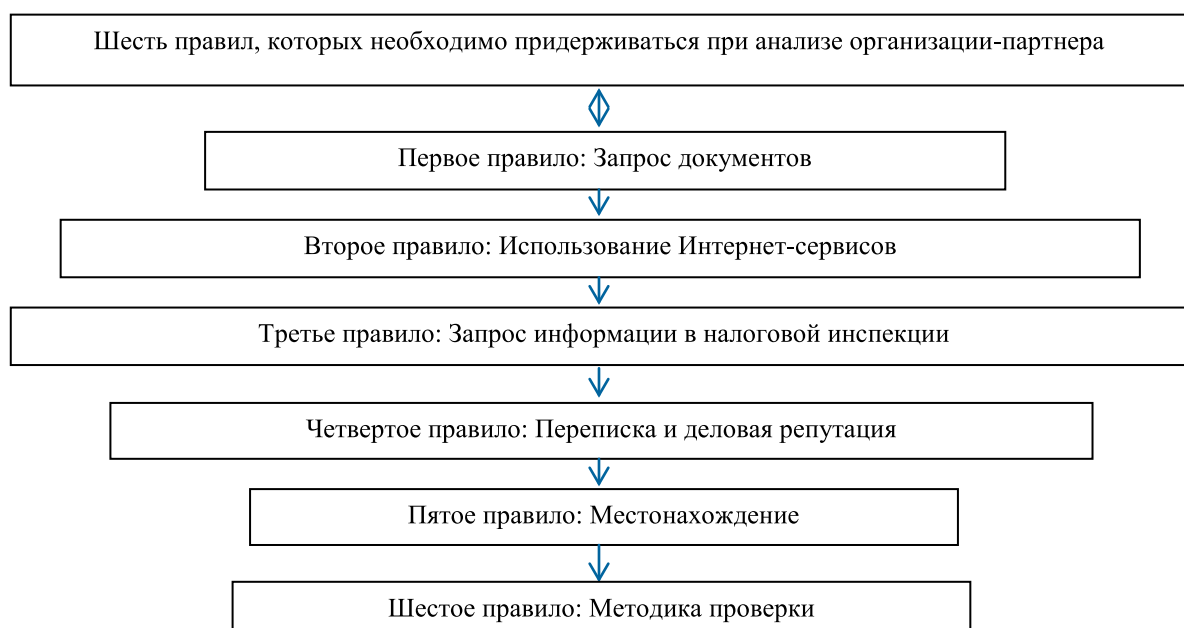 Шесть правил, которых необходимо придерживаться при анализе организации-партнера
Первое правило: Запрос документов
Второе правило: Использование Интернет-сервисов
Третье правило: Запрос информации в налоговой инспекции
Четвертое правило: Переписка и деловая репутация
Пятое правило: Местонахождение
Шестое правило: Методика проверки